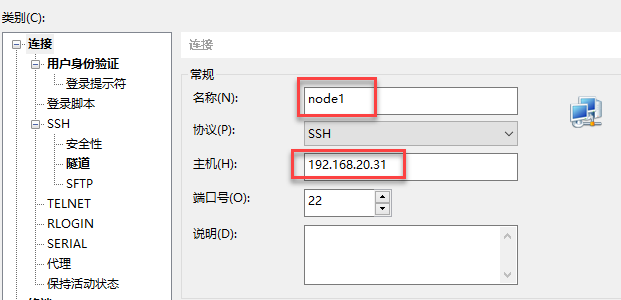 类别(C):
连接
用户身份验证
登录提示符
登录脚本
SSH
安全性
隧道
SFTP
TELNET
RLOGIN
SERIAL
代理
保持活动状态
连接
常规
名称(N):
node1
协议(P):
SSH
主机(H):
192.168.20.31
端口号(O):
22
说明(D):